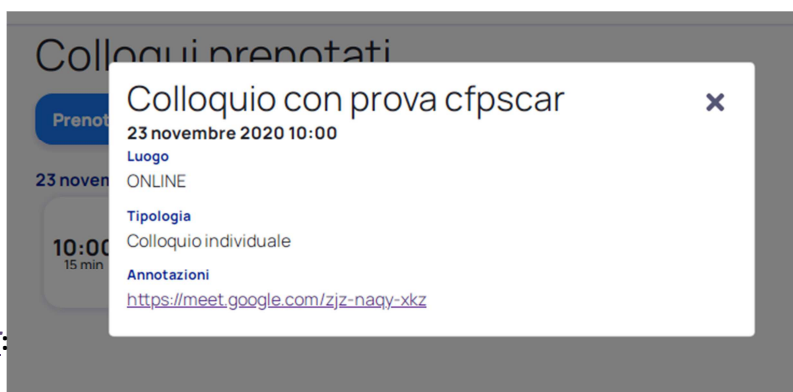 Colloqui prenotati
Colloquio con prova cfpscar
23 novembre 2020 10:00
Luogo
ONLINE
Tipologia
Colloquio individuale
Annotazioni
https://meet.google.com/zjz-naqy-xkz
Prenot
23 noven
10:00
15 min
: